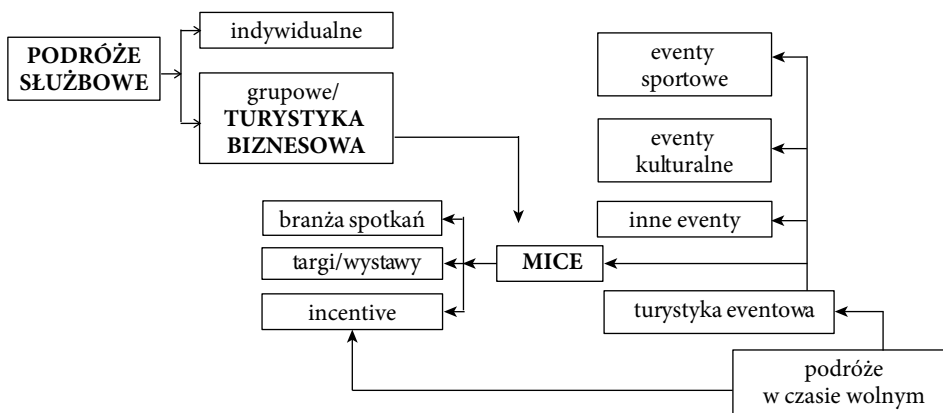 PODRÓŻE
SŁUŻBOWE
indywidualne
grupowe/
TURYSTYKA
BIZNESOWA
eventy
sportowe
eventy
kulturalne
inne eventy
branża spotkań
targi/wystawy
incentive
MICE
turystyka eventowa
podróże
w czasie wolnym